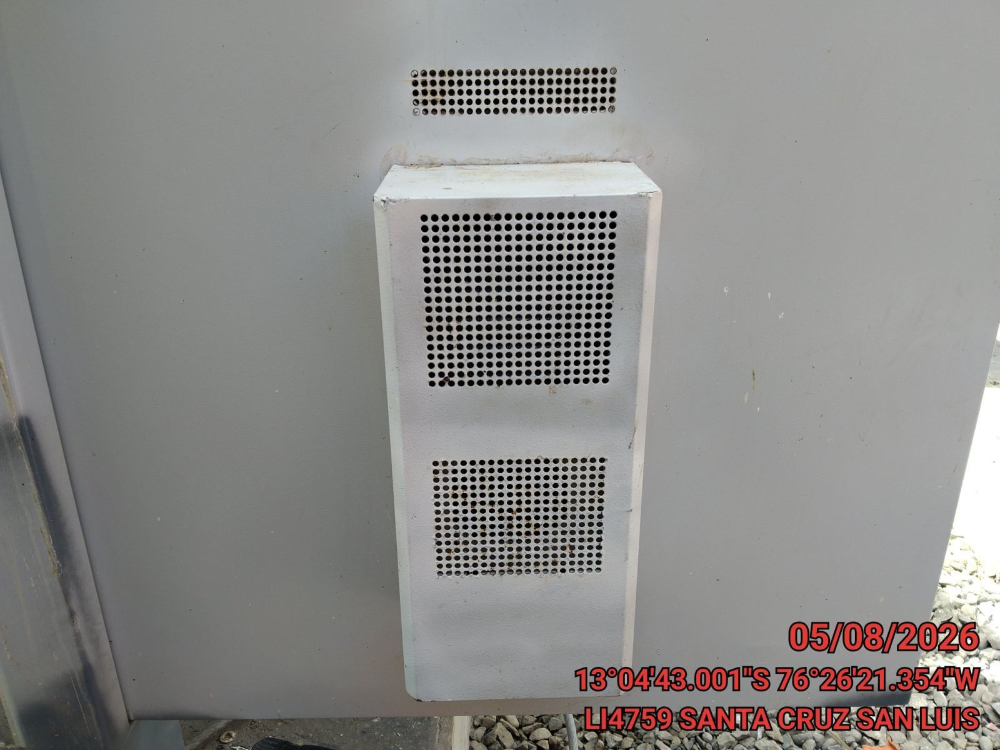 05/08/2026
13°04'43.001"S 76°26'21.354"W
LI4759 SANTA CRUZ SAN LUIS